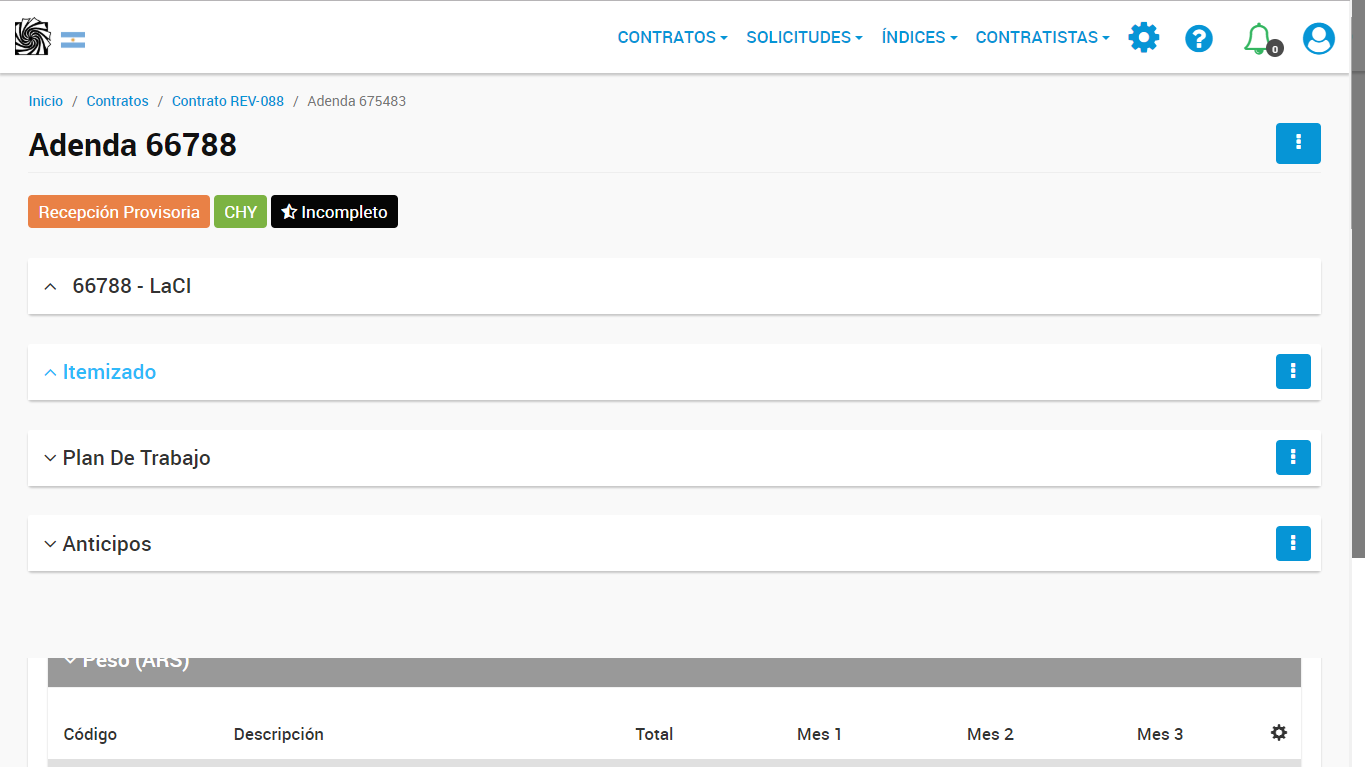 CONTRATOS SOLICITUDES ÍNDICES CONTRATISTAS ? 0
Inicio / Contratos / Contrato REV-088 / Adenda 675483
Adenda 66788
Recepción Provisoria CHY Incompleto
66788 - LaCl
Itemizado
Plan De Trabajo
Anticipos
Peso (ARS)
Código Descripción Total Mes 1 Mes 2 Mes 3